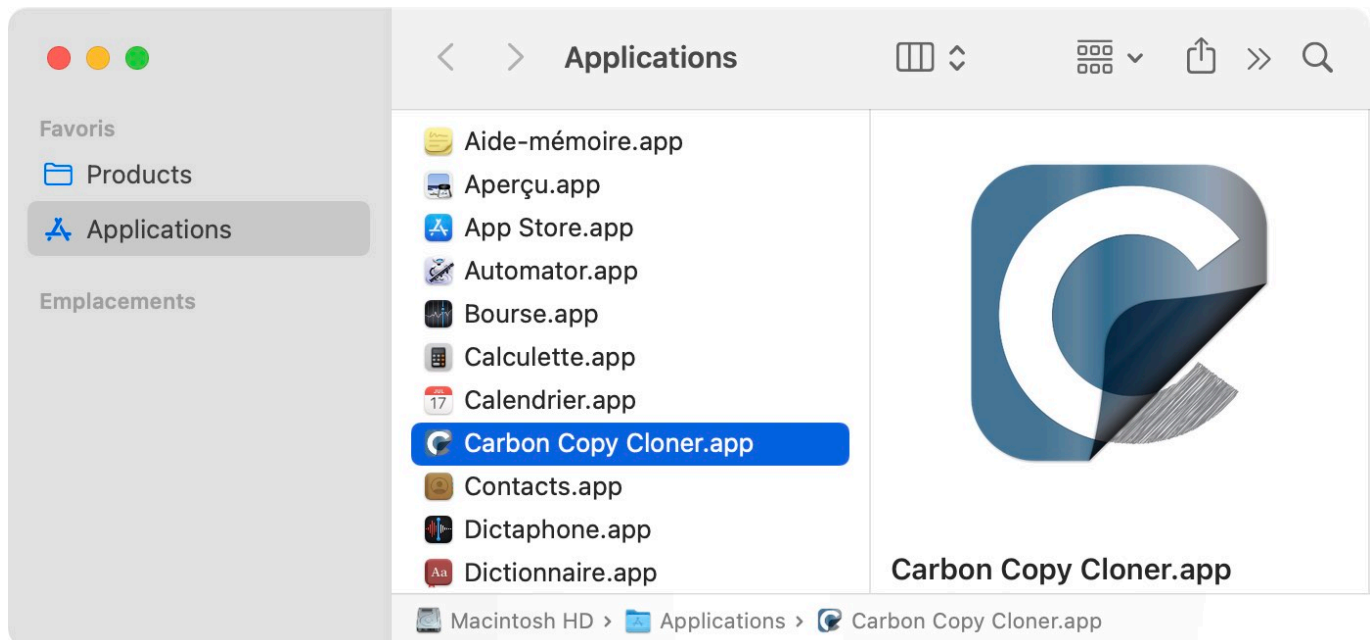 Applications
Favoris
Products
Applications
Emplacements
Aide-mémoire.app
Aperçu.app
App Store.app
Automator.app
Bourse.app
Calculette.app
Calendrier.app
17
Carbon Copy Cloner.app
Contacts.app
Dictaphone.app
Aa
Dictionnaire.app
Carbon Copy Cloner.app
Macintosh HD › Applications › Carbon Copy Cloner.app